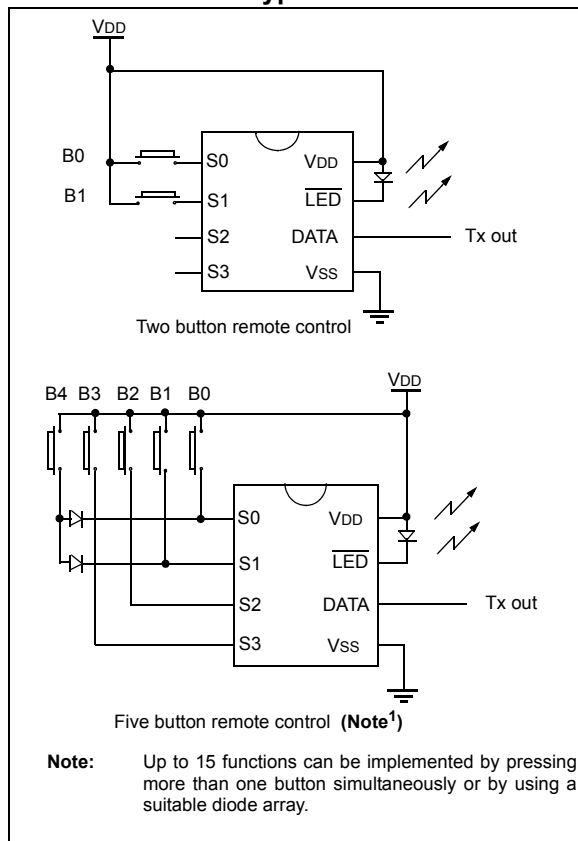 VDD
B0
S0
VDD
B1
S1
LED
S2
DATA
Tx out
S3
VSS
Two button remote control
B4 B3 B2 B1 B0
VDD
S0
VDD
S1
LED
S2
DATA
Tx out
S3
VSS
Five button remote control (Note1)
Note: Up to 15 functions can be implemented by pressing
more than one button simultaneously or by using a
suitable diode array.